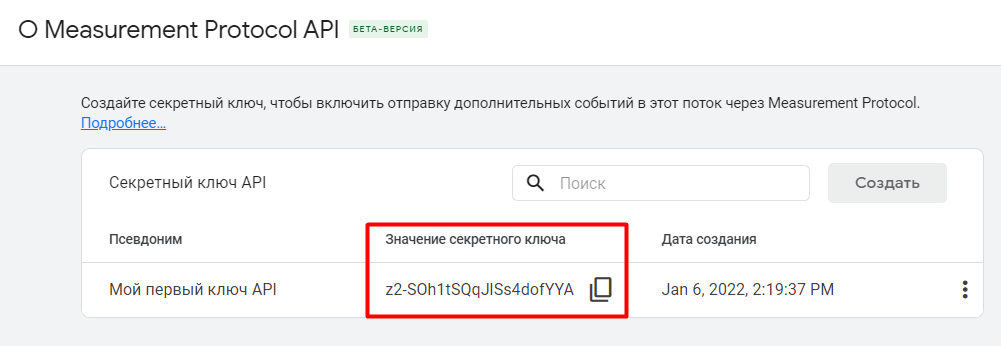 О Measurement Protocol API БЕТА-ВЕРСИЯ
Создайте секретный ключ, чтобы включить отправку дополнительных событий в этот поток через Measurement Protocol.
Подробнее…
Секретный ключ API
Поиск
Создать
Псевдоним
Значение секретного ключа
Дата создания
Мой первый ключ API
z2-SOh1tSQqJISs4dofYYA
Jan 6, 2022, 2:19:37 PM